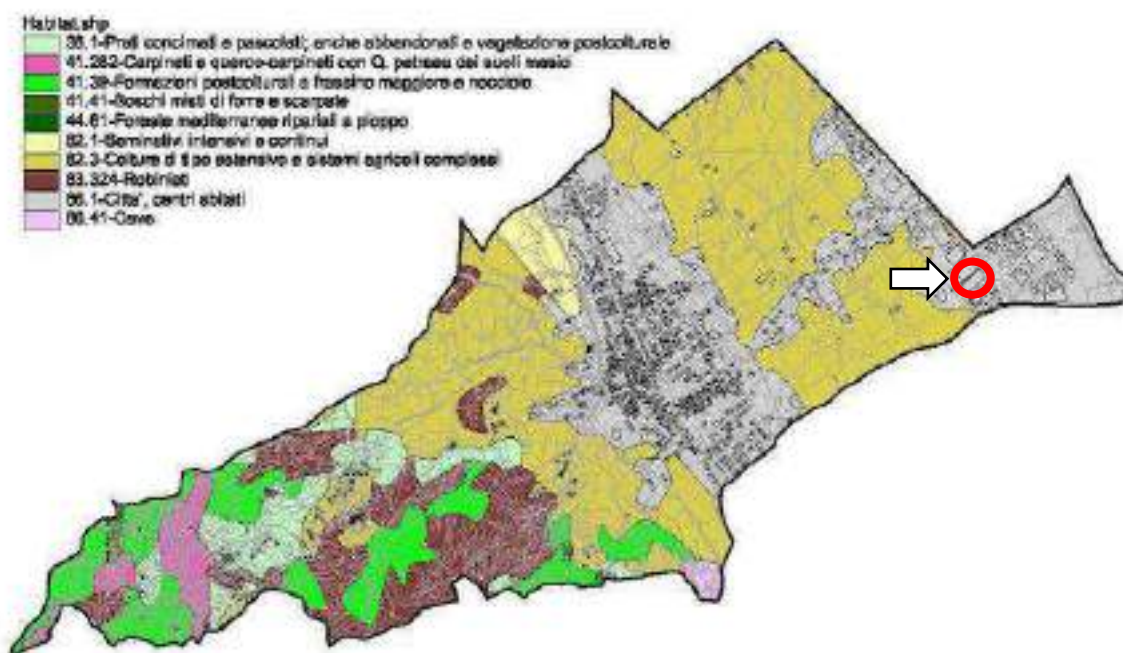 Habitat.shp
38.1-Prati concimati e pascolati; anche abbandonati e vegetazione postcolturale
41.282-Carpineti e querco-carpineti con Q. petraea dei suoli mesici
41.39-Formazioni postcolturali a frassino maggiore e nocciolo
41.41-Boschi misti di forre e scarpate
44.61-Foreste mediterranee ripariali a pioppo
82.1-Seminativi intensivi e continui
82.3-Colture di tipo estensivo e sistemi agricoli complessi
83.324-Robinieti
86.1-Citta', centri abitati
86.41-Cave